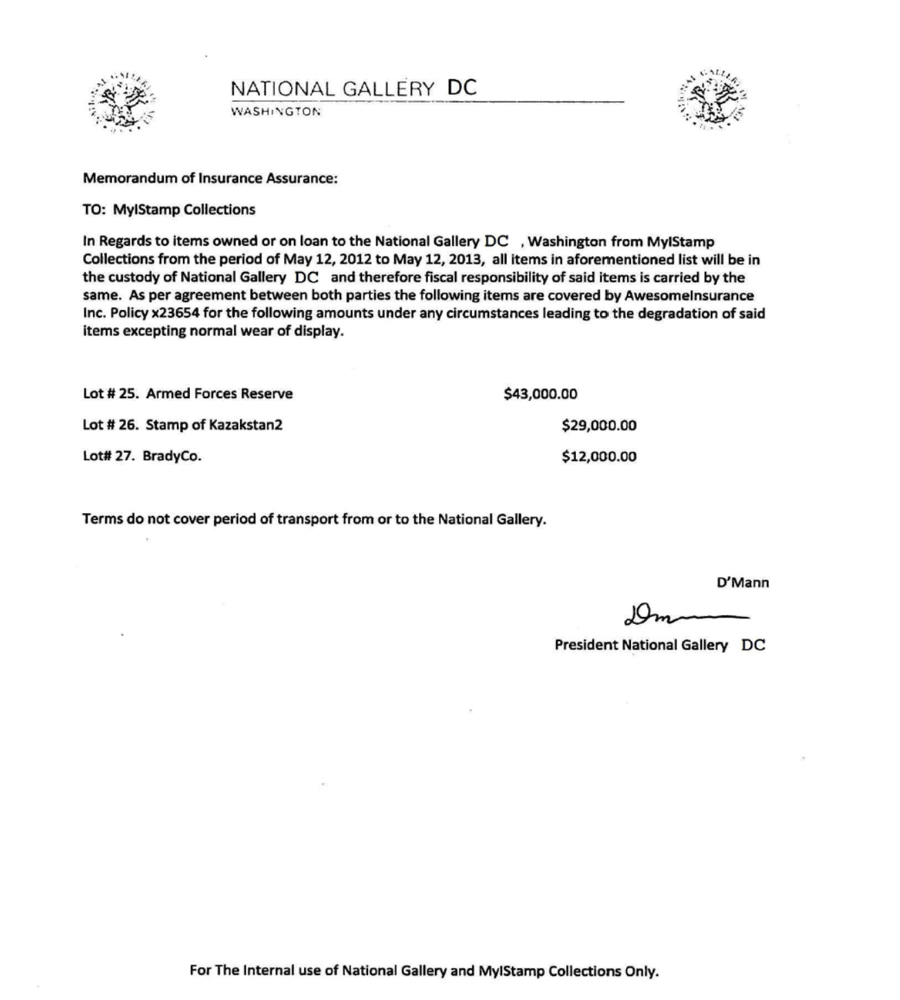 NATIONAL GALLERY DC
WASHINGTON
Memorandum of Insurance Assurance:
TO: MyIStamp Collections
In Regards to items owned or on loan to the National Gallery DC , Washington from MyIStamp
Collections from the period of May 12, 2012 to May 12, 2013, all items in aforementioned list will be in
the custody of National Gallery DC and therefore fiscal responsibility of said items is carried by the
same. As per agreement between both parties the following items are covered by AwesomeInsurance
Inc. Policy x23654 for the following amounts under any circumstances leading to the degradation of said
items excepting normal wear of display.
Lot # 25. Armed Forces Reserve $43,000.00
Lot # 26. Stamp of Kazakstan2 $29,000.00
Lot# 27. BradyCo. $12,000.00
Terms do not cover period of transport from or to the National Gallery.
D'Mann
President National Gallery DC
For The Internal use of National Gallery and MyIStamp Collections Only.